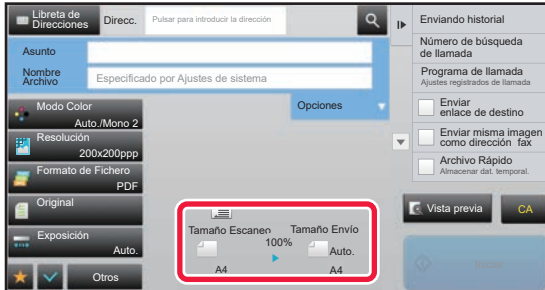 Libreta de
Direcciones
Direcc.
Pulsar para introducir la dirección
Asunto
Nombre
Archivo
Especificado por Ajustes de sistema
Opciones
Modo Color
Auto./Mono 2
Resolución
200x200ppp
Formato de Fichero
PDF
Original
Exposición
Auto.
Otros
Tamaño Escaneo
Tamaño Envío
100%
Auto.
A4
A4
Enviando historial
Número de búsqueda
de llamada
Programa de llamada
Ajustes registrados de llamada
Enviar
enlace de destino
Enviar misma imagen
como dirección fax
Archivo Rápido
Almacenar dat. temporal.
Vista previa
CA